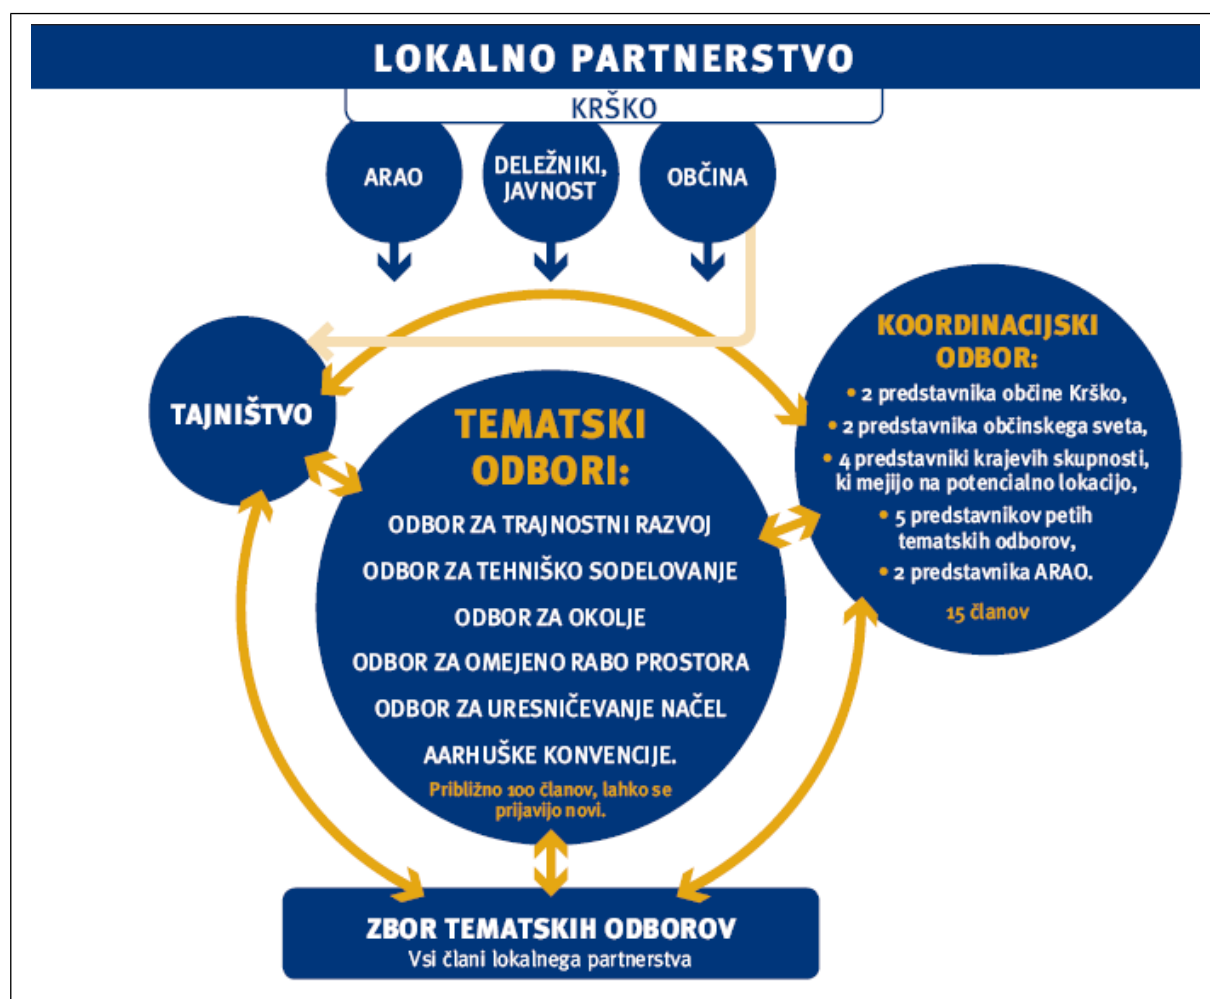 LOKALNO PARTNERSTVO
KRŠKO
ARAO
DELEŽNIKI,
JAVNOST
OBČINA
TAJNIŠTVO
KOORDINACIJSKI
ODBOR:
• 2 predstavnika občine Krško,
• 2 predstavnika občinskega sveta,
• 4 predstavniki krajevih skupnosti,
ki mejijo na potencialno lokacijo,
• 5 predstavnikov petih
tematskih odborov,
• 2 predstavnika ARAO.
15 članov
TEMATSKI
ODBORI:
ODBOR ZA TRAJNOSTNI RAZVOJ
ODBOR ZA TEHNIŠKO SODELOVANJE
ODBOR ZA OKOLJE
ODBOR ZA OMEJENO RABO PROSTORA
ODBOR ZA URESNIČEVANJE NAČEL
AARHUŠKE KONVENCIJE.
Približno 100 članov, lahko se
prijavijo novi.
ZBOR TEMATSKIH ODBOROV
Vsi člani lokalnega partnerstva